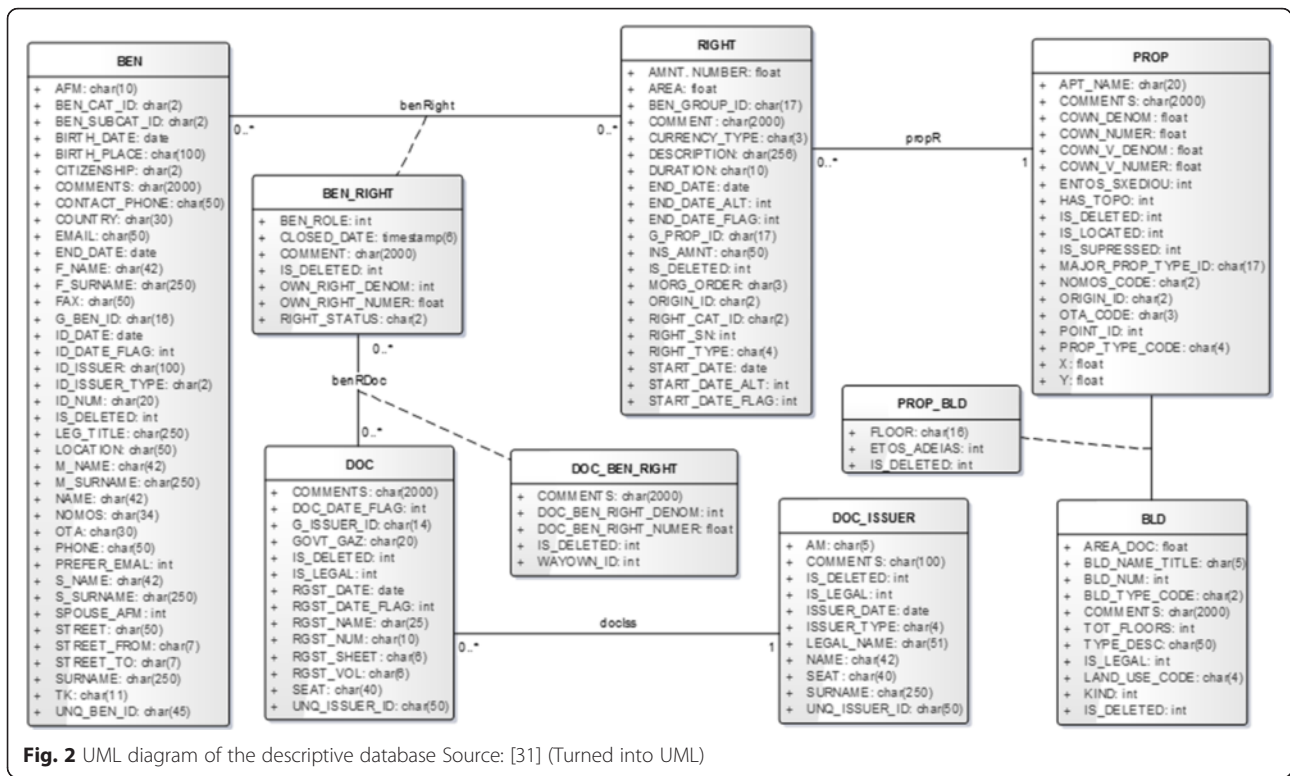 BEN
+ AFM: char(10)
+ BEN_CAT_ID: char(2)
+ BEN_SUBCAT_ID: char(2)
+ BIRTH_DATE: date
+ BIRTH_PLACE: char(100)
+ CITIZENSHIP: char(2)
+ COMMENTS: char(2000)
+ CONTACT_PHONE: char(50)
+ COUNTRY: char(30)
+ EMAIL: char(50)
+ END_DATE: date
+ F_NAME: char(42)
+ F_SURNAME: char(250)
+ FAX: char(50)
+ G_BEN_ID: char(16)
+ ID_DATE: date
+ ID_DATE_FLAG: int
+ ID_ISSUER: char(100)
+ ID_ISSUER_TYPE: char(2)
+ ID_NUM: char(20)
+ IS_DELETED: int
+ LEG_TITLE: char(250)
+ LOCATION: char(50)
+ M_NAME: char(42)
+ M_SURNAME: char(250)
+ NAME: char(42)
+ NOMOS: char(34)
+ OTA: char(30)
+ PHONE: char(50)
+ PREFER_EMAL: int
+ S_NAME: char(42)
+ S_SURNAME: char(250)
+ SPOUSE_AFM: int
+ STREET: char(50)
+ STREET_FROM: char(7)
+ STREET_TO: char(7)
+ SURNAME: char(250)
+ TK: char(11)
+ UNQ_BEN_ID: char(45)
benRight
0..*
0..*
BEN_RIGHT
+ BEN_ROLE: int
+ CLOSED_DATE: timestamp(6)
+ COMMENT: char(2000)
+ IS_DELETED: int
+ OWN_RIGHT_DENOM: int
+ OWN_RIGHT_NUMER: float
+ RIGHT_STATUS: char(2)
0..*
benRDoc
0..*
RIGHT
+ AMNT. NUMBER: float
+ AREA: float
+ BEN_GROUP_ID: char(17)
+ COMMENT: char(2000)
+ CURRENCY_TYPE: char(3)
+ DESCRIPTION: char(256)
+ DURATION: char(10)
+ END_DATE: date
+ END_DATE_ALT: int
+ END_DATE_FLAG: int
+ G_PROP_ID: char(17)
+ INS_AMNT: char(50)
+ IS_DELETED: int
+ MORG_ORDER: char(3)
+ ORIGIN_ID: char(2)
+ RIGHT_CAT_ID: char(2)
+ RIGHT_SN: int
+ RIGHT_TYPE: char(4)
+ START_DATE: date
+ START_DATE_ALT: int
+ START_DATE_FLAG: int
propR
0..*
1
PROP
+ APT_NAME: char(20)
+ COMMENTS: char(2000)
+ COWN_DENOM: float
+ COWN_NUMER: float
+ COWN_V_DENOM: float
+ COWN_V_NUMER: float
+ ENTOS_SXEDIOU: int
+ HAS_TOPO: int
+ IS_DELETED: int
+ IS_LOCATED: int
+ IS_SUPRESSED: int
+ MAJOR_PROP_TYPE_ID: char(17)
+ NOMOS_CODE: char(2)
+ ORIGIN_ID: char(2)
+ OTA_CODE: char(3)
+ POINT_ID: int
+ PROP_TYPE_CODE: char(4)
+ X: float
+ Y: float
PROP_BLD
+ FLOOR: char(16)
+ ETOS_ADEIAS: int
+ IS_DELETED: int
DOC
+ COMMENTS: char(2000)
+ DOC_DATE_FLAG: int
+ G_ISSUER_ID: char(14)
+ GOVT_GAZ: char(20)
+ IS_DELETED: int
+ IS_LEGAL: int
+ RGST_DATE: date
+ RGST_DATE_FLAG: int
+ RGST_NAME: char(25)
+ RGST_NUM: char(10)
+ RGST_SHEET: char(6)
+ RGST_VOL: char(6)
+ SEAT: char(40)
+ UNQ_ISSUER_ID: char(50)
DOC_BEN_RIGHT
+ COMMENTS: char(2000)
+ DOC_BEN_RIGHT_DENOM: int
+ DOC_BEN_RIGHT_NUMER: float
+ IS_DELETED: int
+ WAYOWN_ID: int
docIss
0..*
1
DOC_ISSUER
+ AM: char(5)
+ COMMENTS: char(100)
+ IS_DELETED: int
+ IS_LEGAL: int
+ ISSUER_DATE: date
+ ISSUER_TYPE: char(4)
+ LEGAL_NAME: char(51)
+ NAME: char(42)
+ SEAT: char(40)
+ SURNAME: char(250)
+ UNQ_ISSUER_ID: char(50)
BLD
+ AREA_DOC: float
+ BLD_NAME_TITLE: char(5)
+ BLD_NUM: int
+ BLD_TYPE_CODE: char(2)
+ COMMENTS: char(2000)
+ TOT_FLOORS: int
+ TYPE_DESC: char(50)
+ IS_LEGAL: int
+ LAND_USE_CODE: char(4)
+ KIND: int
+ IS_DELETED: int
Fig. 2 UML diagram of the descriptive database Source: [31] (Turned into UML)